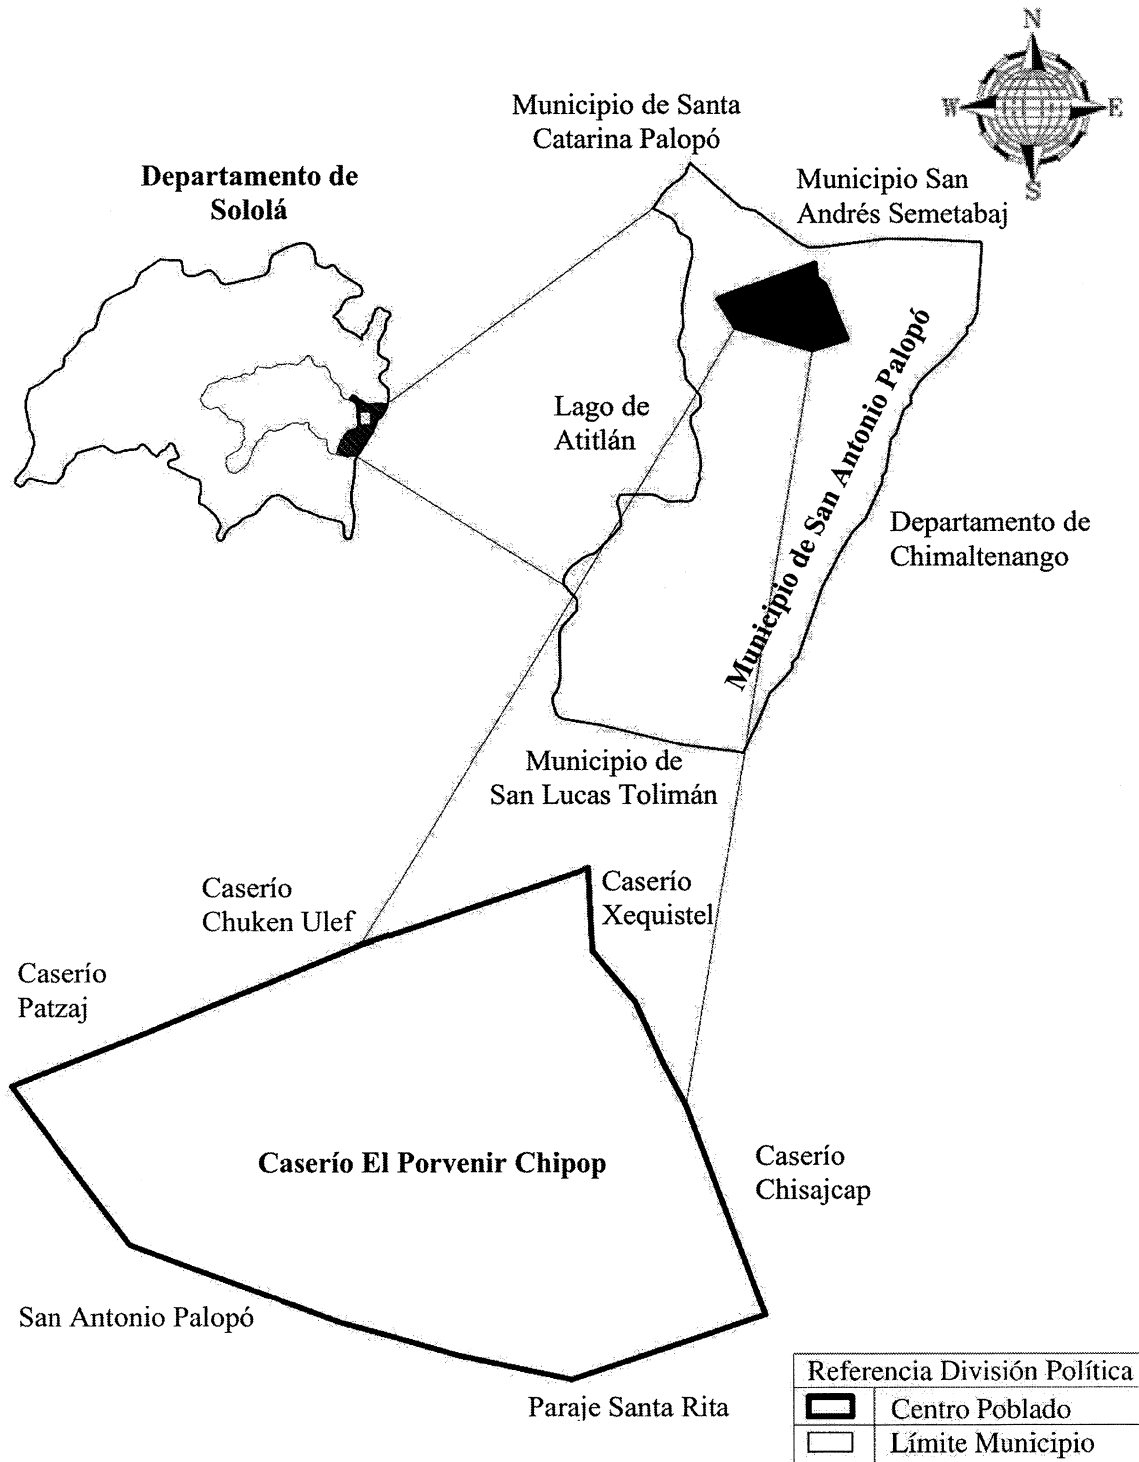 N
W
E
S
Municipio de Santa
Catarina Palopó
Departamento de
Sololá
Municipio San
Andrés Semetabaj
Lago de
Atitlán
Municipio de San Antonio Palopó
Departamento de
Chimaltenango
Municipio de
San Lucas Tolimán
Caserío
Chuken Ulef
Caserío
Xequistel
Caserío
Patzaj
Caserío El Porvenir Chipop
Caserío
Chisajcap
San Antonio Palopó
Paraje Santa Rita
Referencia División Política
Centro Poblado
Límite Municipio